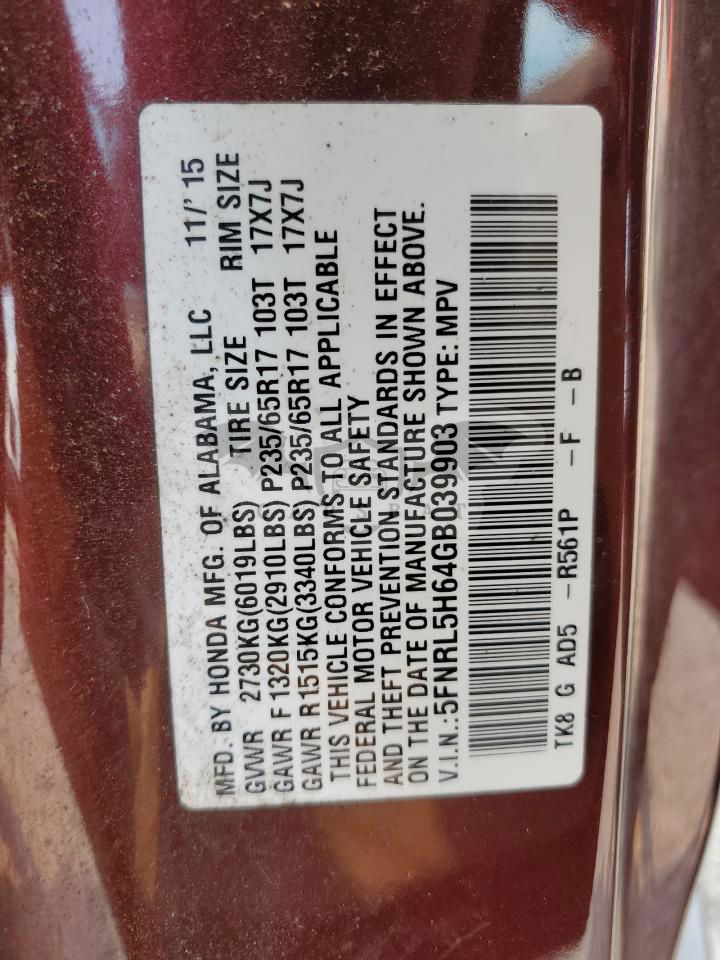 MFD. BY HONDA MFG. OF ALABAMA, LLC 11/' 15
GVWR 2730KG(6019LBS) TIRE SIZE RIM SIZE
GAWR F1320KG(2910LBS) P235/65R17 103T 17X7J
GAWR R1515KG(3340LBS) P235/65R17 103T 17X7J
THIS VEHICLE CONFORMS TO ALL APPLICABLE
FEDERAL MOTOR VEHICLE SAFETY
AND THEFT PREVENTION STANDARDS IN EFFECT
ON THE DATE OF MANUFACTURE SHOWN ABOVE.
V.I.N.:5FNRL5H64GB039903 TYPE: MPV
TK8 G AD5 -R561P -F -B